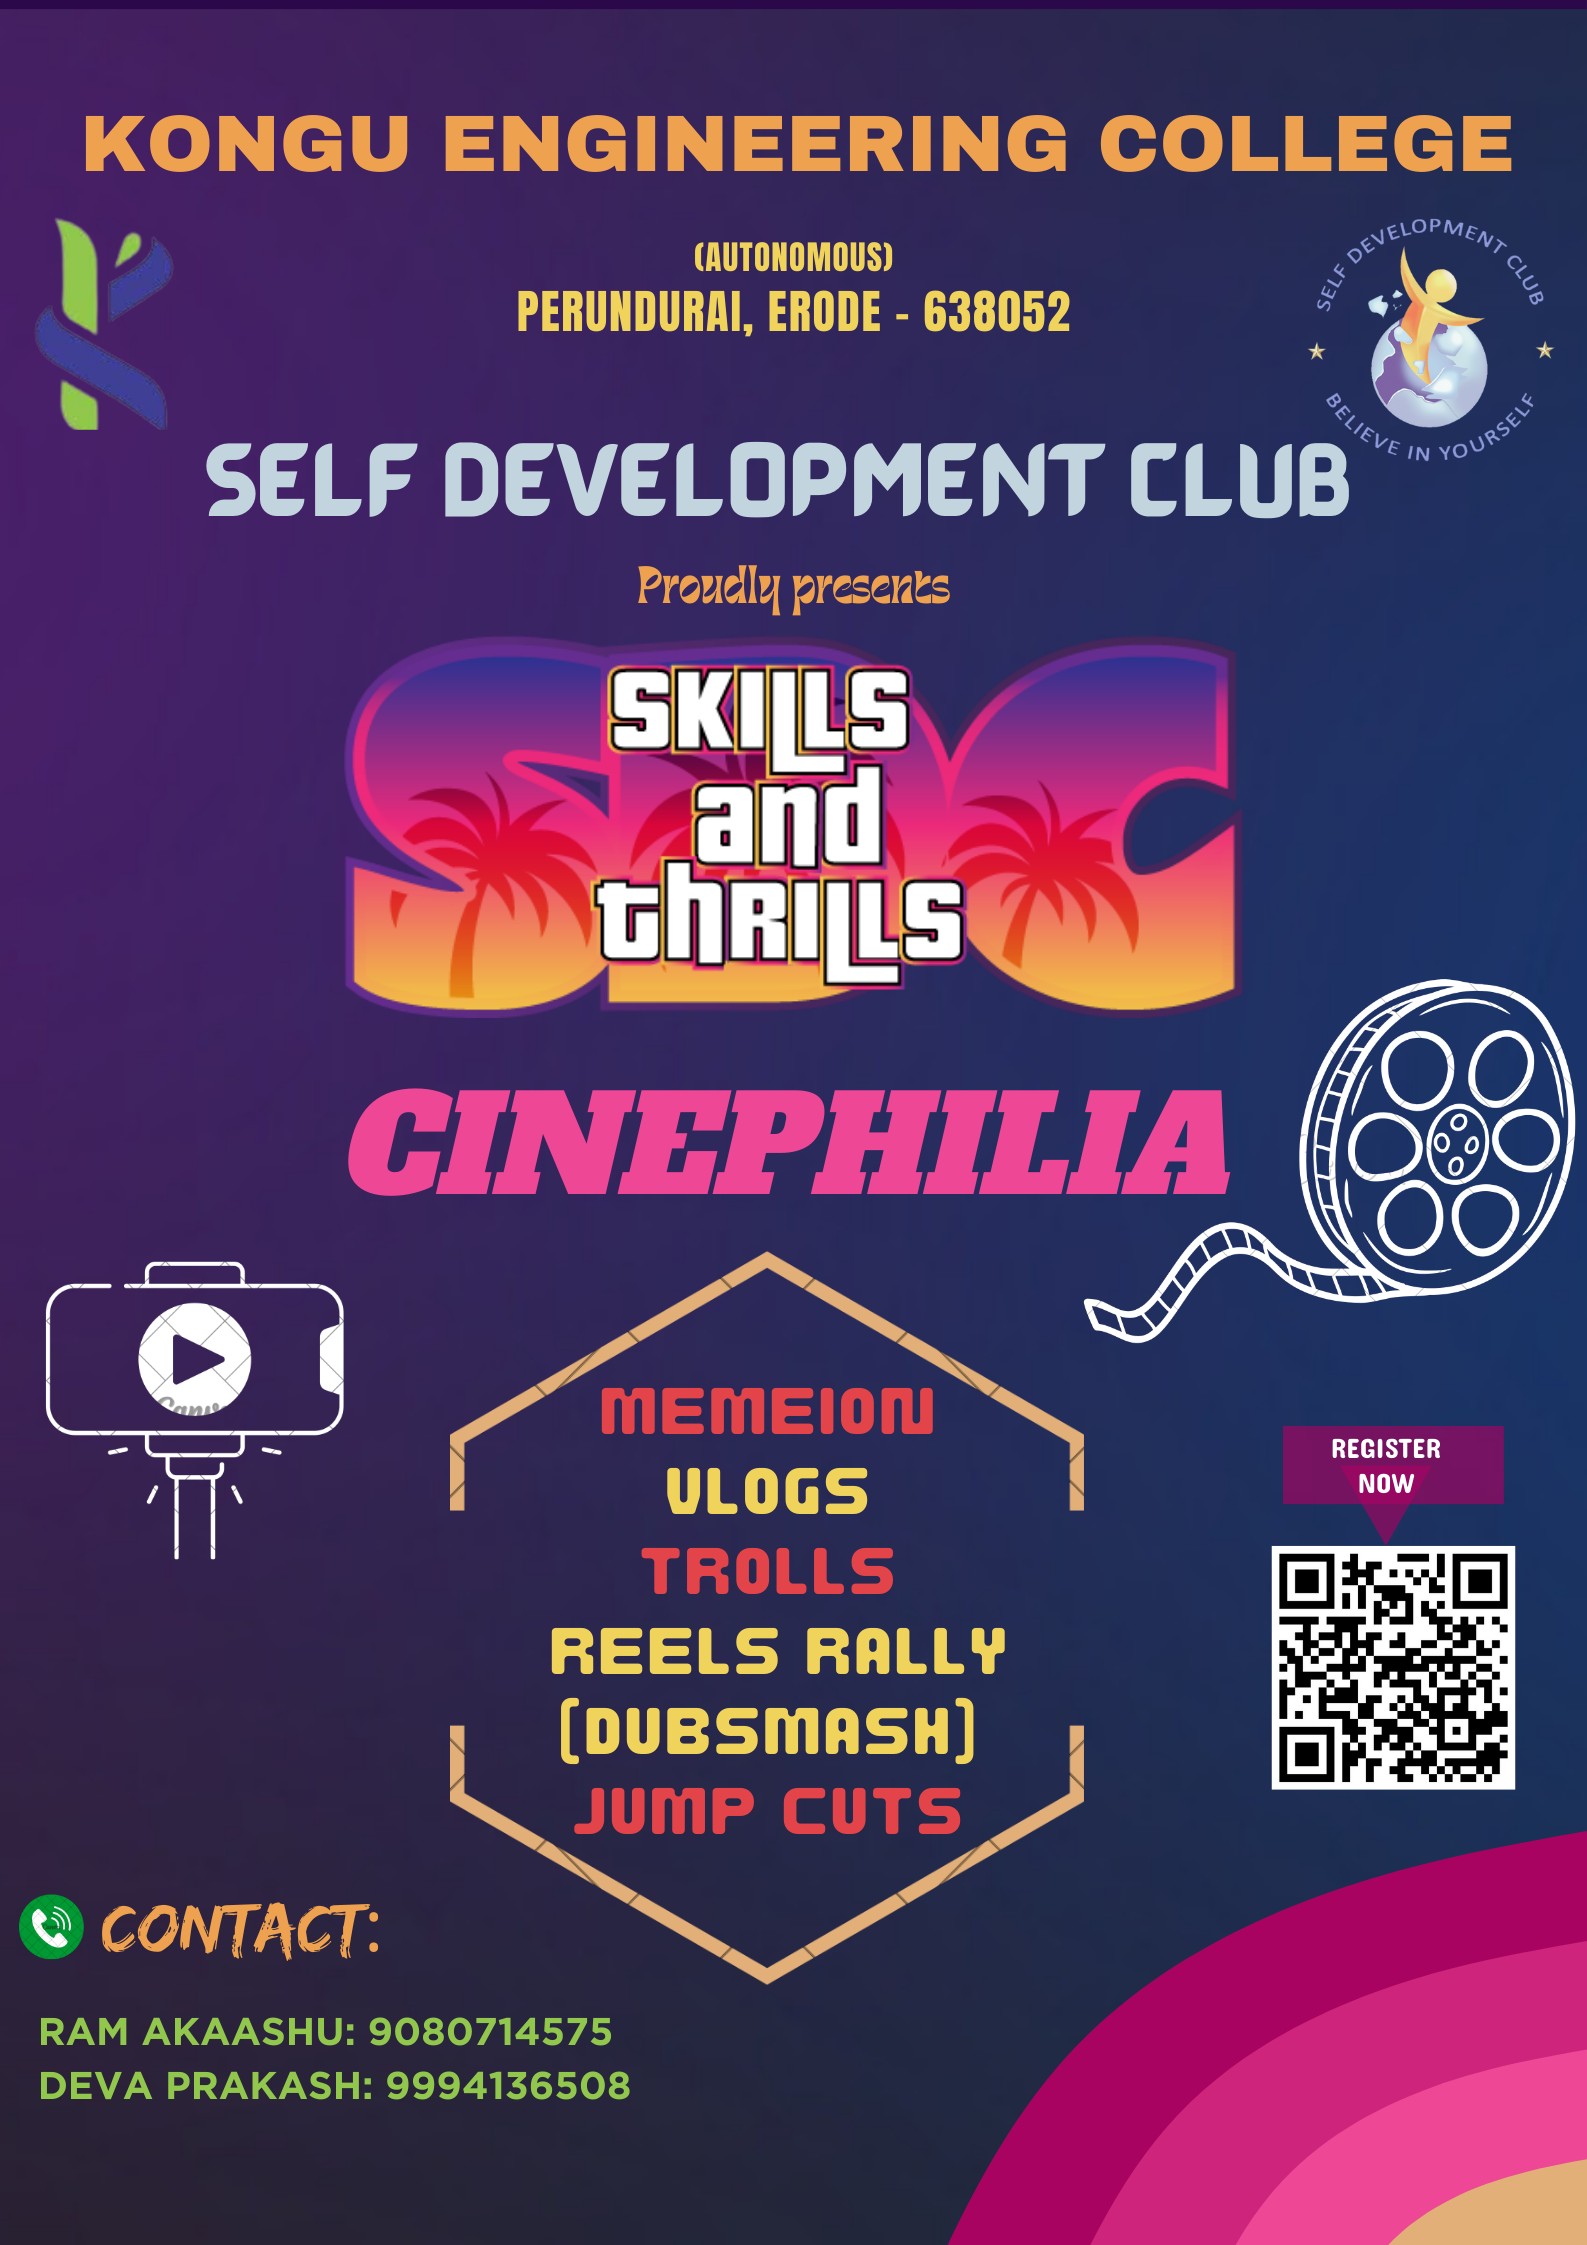 KONGU ENGINEERING COLLEGE
(AUTONOMOUS)
PERUNDURAI, ERODE - 638052
SELF DEVELOPMENT CLUB
BELIEVE IN YOURSELF
SELF DEVELOPMENT CLUB
Proudly presents
SDC
SKILLS
and
thRILLS
CINEPHILIA
Canva
MEMEION
VLOGS
TROLLS
REELS RALLY
(DUBSMASH)
JUMP CUTS
REGISTER
NOW
CONTACT:
RAM AKAASHU: 9080714575
DEVA PRAKASH: 9994136508